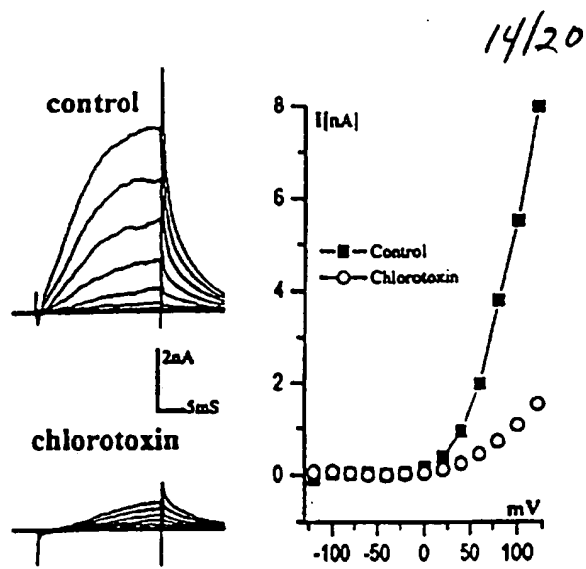 14/20
control
8
I[nA]
6
Control
Chlorotoxin
4
2nA
5mS
2
chlorotoxin
0
mV
-100 -50 0 50 100